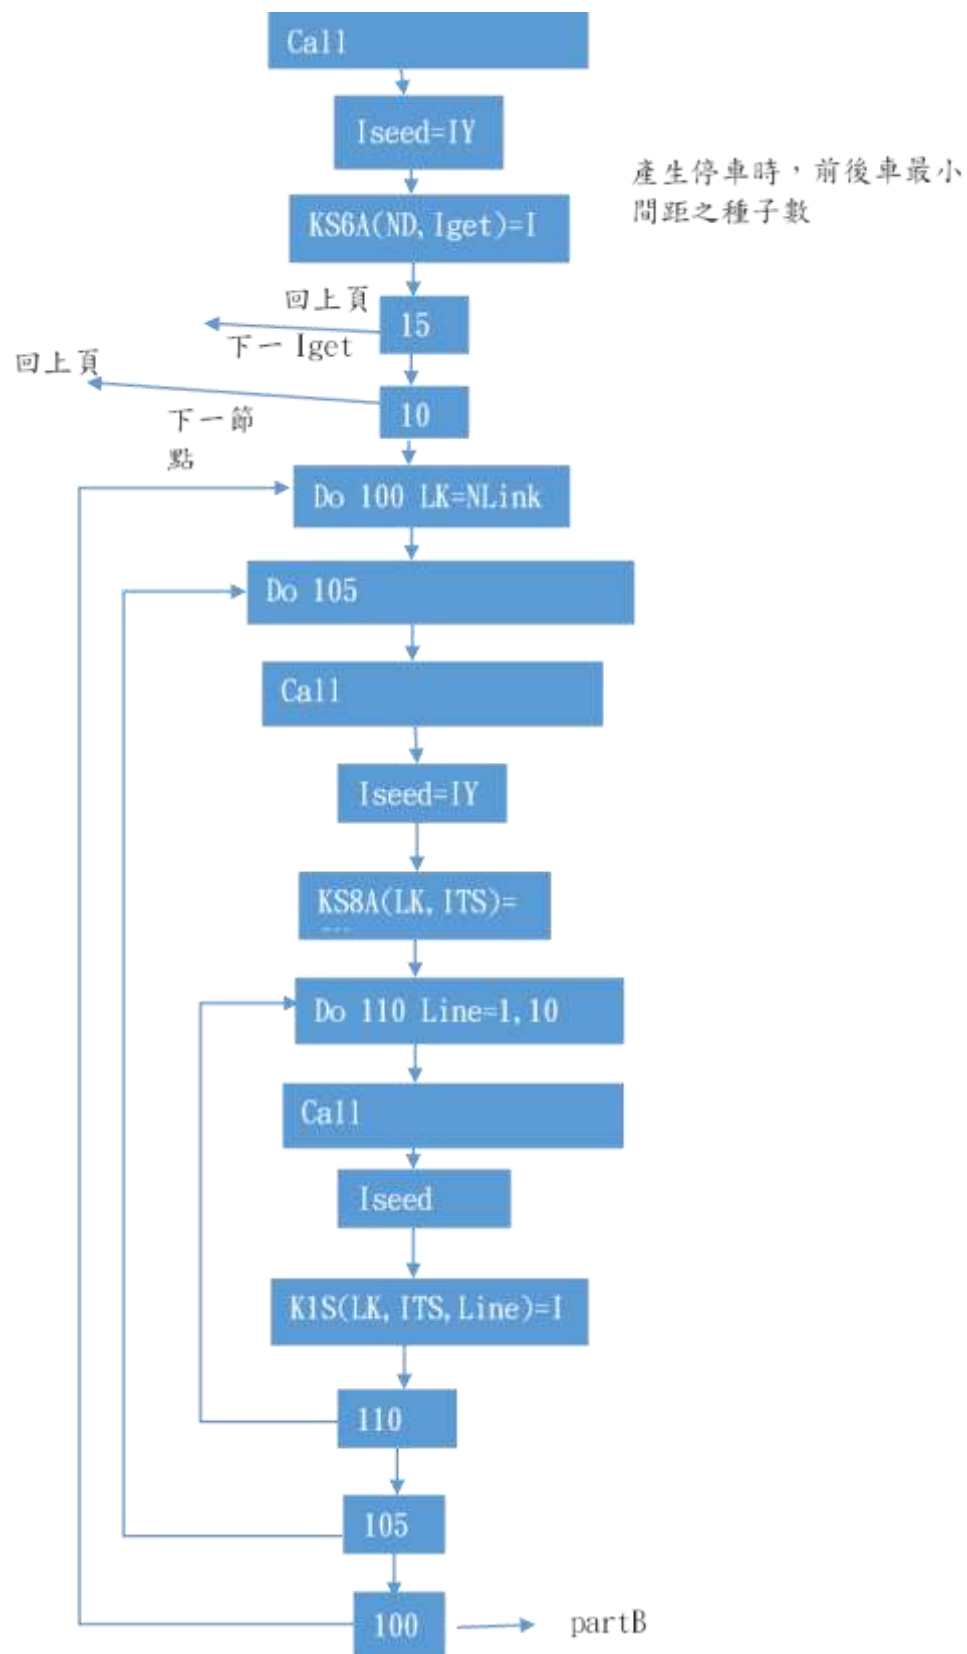 Call
Iseed=IY
產生停車時，前後車最小
間距之種子數
KS6A(ND,Iget)=I
回上頁
15
下一 Iget
回上頁
10
下一節
點
Do 100 LK=NLink
Do 105
Call
Iseed=IY
KS8A(LK,ITS)=
Do 110 Line=1,10
Call
Iseed
K1S(LK,ITS,Line)=I
110
105
100
partB